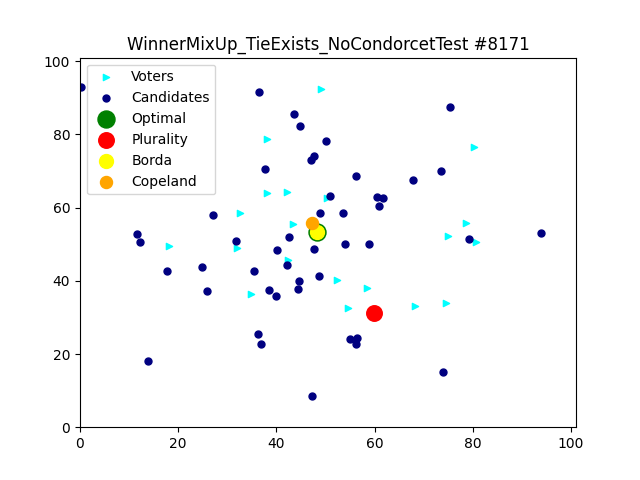 WinnerMixUp_TieExists_NoCondorcetTest #8171
Voters
Candidates
Optimal
Plurality
Borda
Copeland
100
80
60
40
20
0
0 20 40 60 80 100